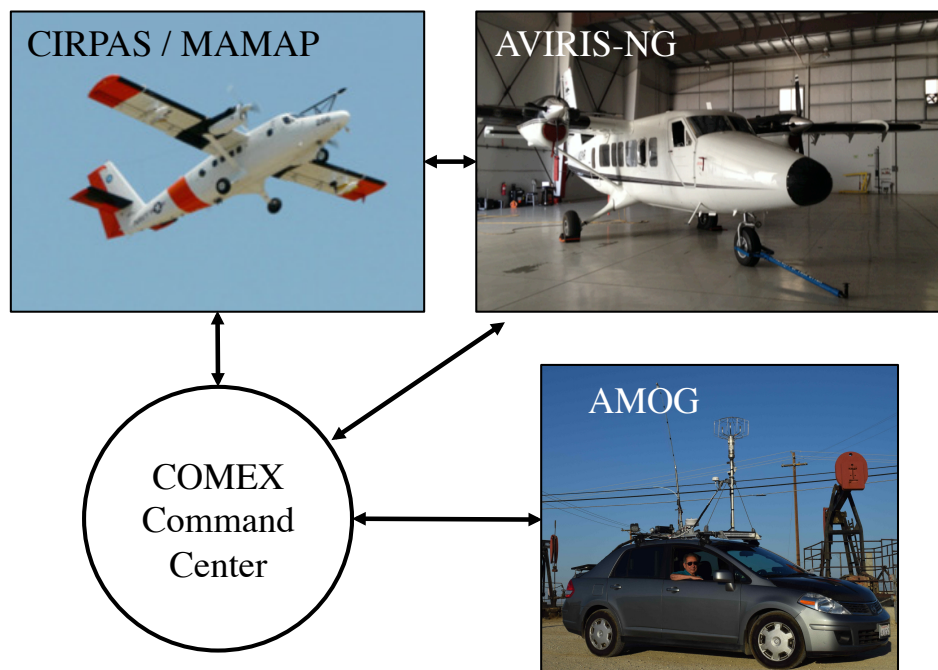 CIRPAS / MAMAP
AVIRIS-NG
AMOG
COMEX
Command
Center